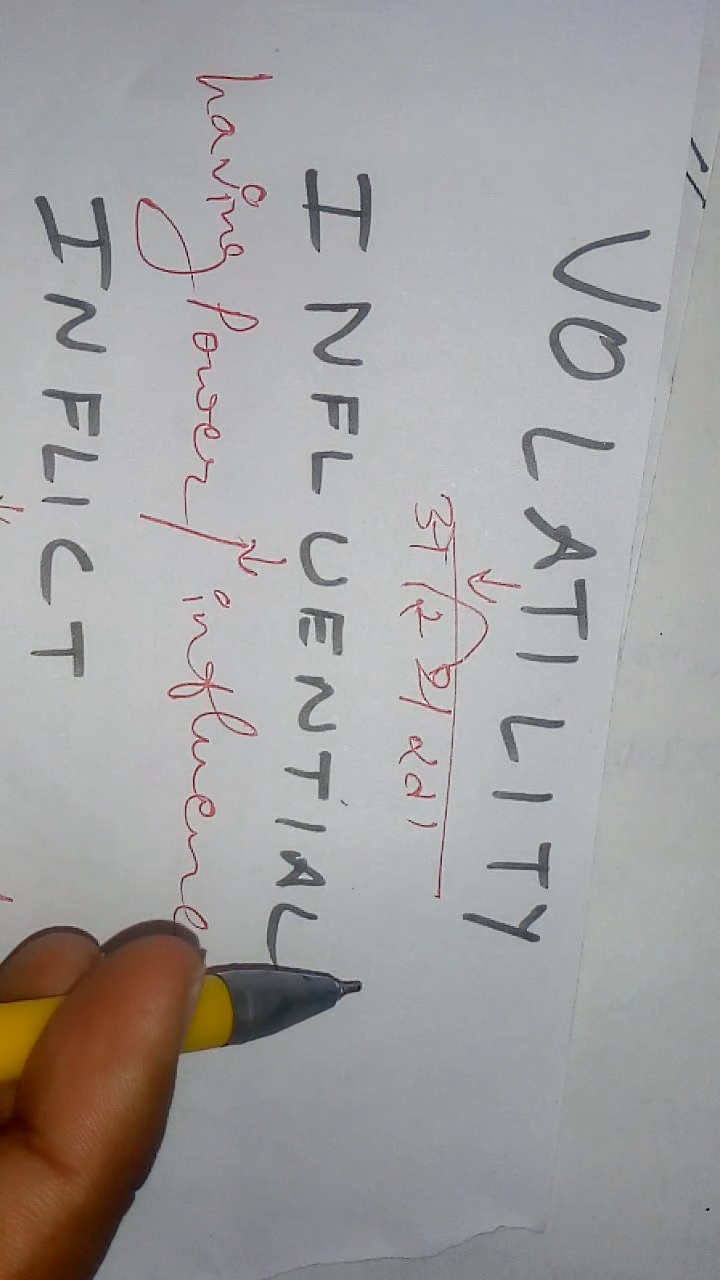 VOLATILITY
अस्थिरता
INFLUENTIAL
having power, influence
INFLICT